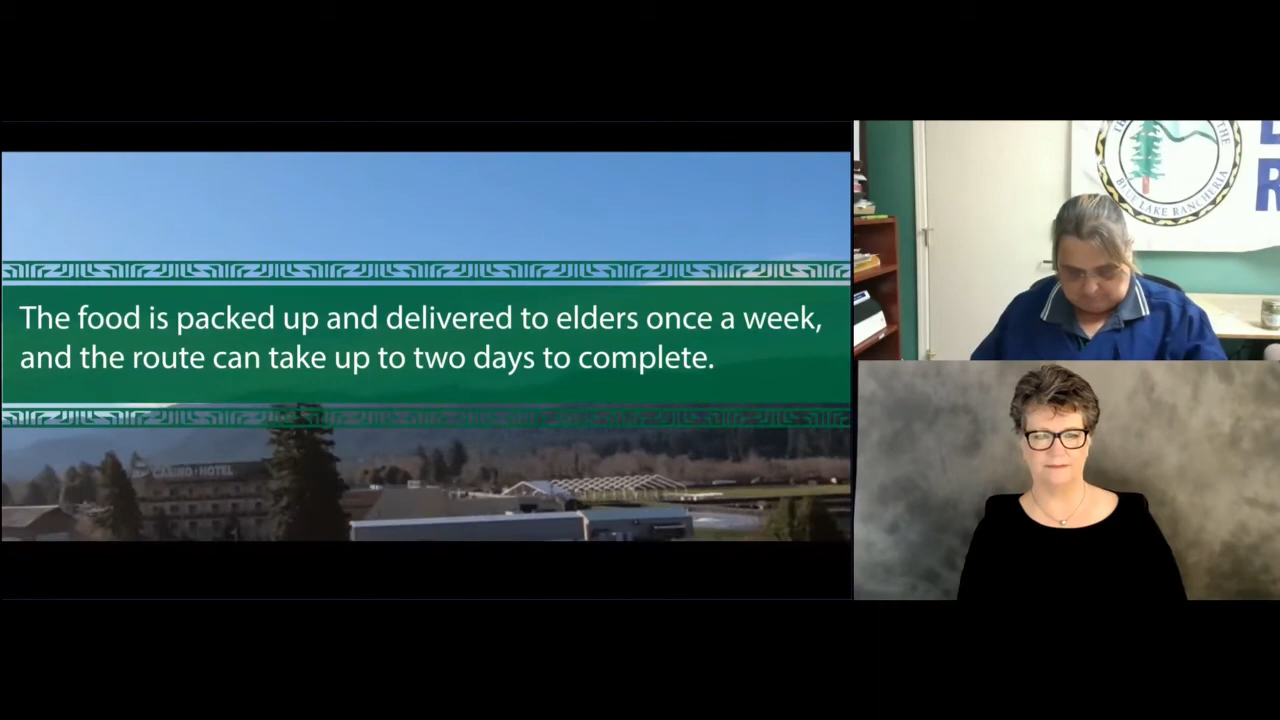 The food is packed up and delivered to elders once a week,
and the route can take up to two days to complete.
CASINO • HOTEL
THE
BLUE LAKE RANCHERIA